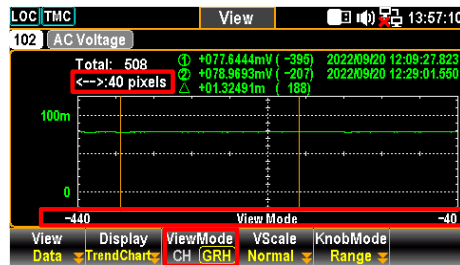 LOC TMC View 13:57:10
102 AC Voltage
Total: 508 ① +077.6444mV ( -395) 2022/09/20 12:09:27.823
<-->:40 pixels ② +078.9693mV ( -207) 2022/09/20 12:29:01.550
△ +01.32491m ( 188)
100m
0
-440 View Mode -40
View Display ViewMode VScale KnobMode
Data TrendChart CH GRH Normal Range